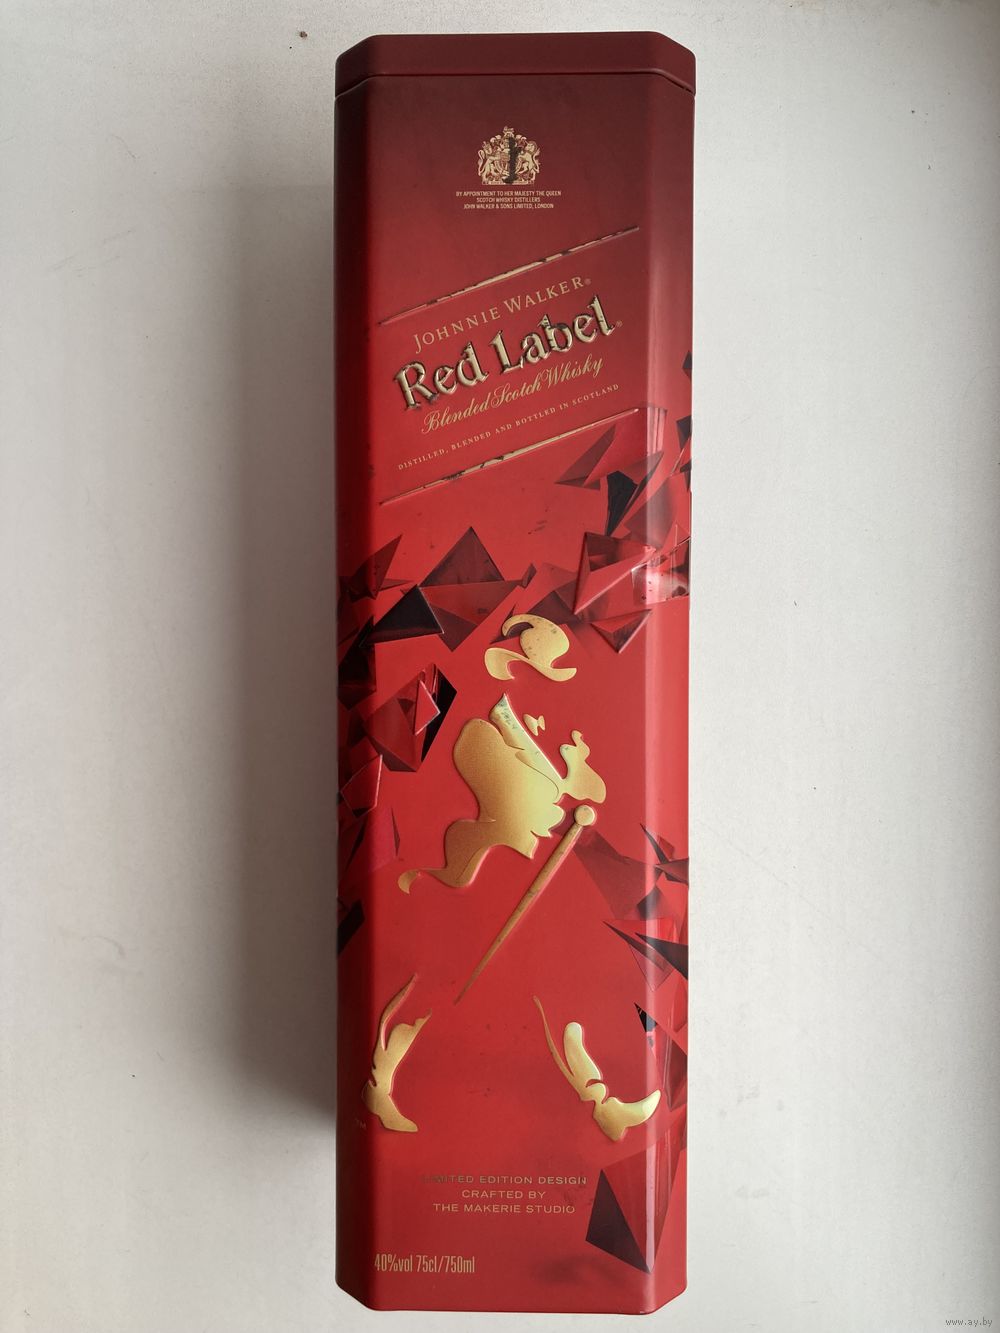 BY APPOINTMENT TO HER MAJESTY THE QUEEN
SCOTCH WHISKY DISTILLERS
JOHN WALKER & SONS LIMITED, LONDON
JOHNNIE WALKER®
Red Label®
Blended Scotch Whisky
DISTILLED, BLENDED AND BOTTLED IN SCOTLAND
LIMITED EDITION DESIGN
CRAFTED BY
THE MAKERIE STUDIO
40%vol 75cl/750ml
www.ay.by